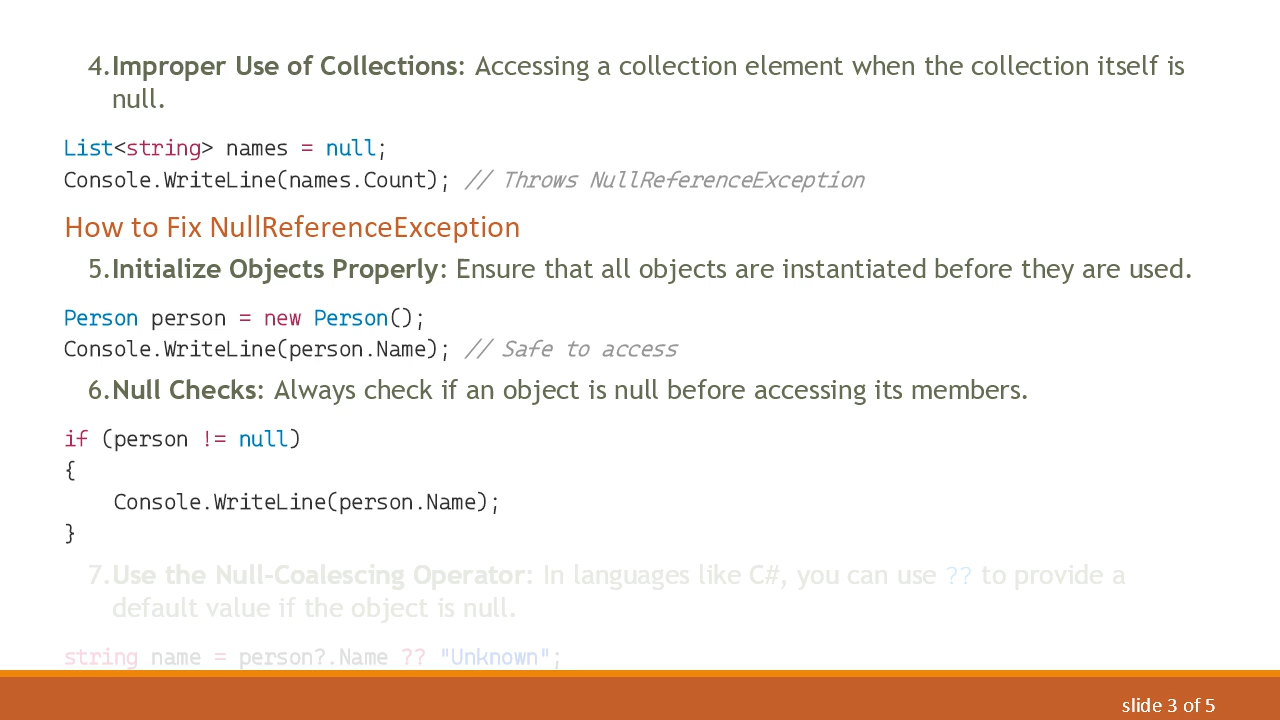 4.Improper Use of Collections: Accessing a collection element when the collection itself is
null.
List<string> names = null;
Console.WriteLine(names.Count); // Throws NullReferenceException
How to Fix NullReferenceException
5.Initialize Objects Properly: Ensure that all objects are instantiated before they are used.
Person person = new Person();
Console.WriteLine(person.Name); // Safe to access
6.Null Checks: Always check if an object is null before accessing its members.
if (person != null)
{
    Console.WriteLine(person.Name);
}
7.Use the Null-Coalescing Operator: In languages like C#, you can use ?? to provide a
default value if the object is null.
string name = person?.Name ?? "Unknown";
slide 3 of 5